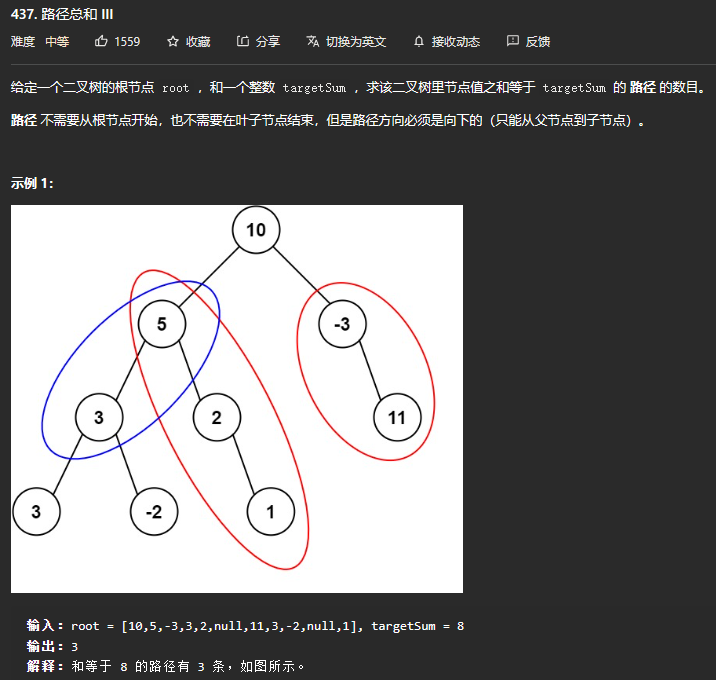 437. 路径总和 III
难度 中等 1559 收藏 分享 切换为英文 接收动态 反馈
给定一个二叉树的根节点 root ，和一个整数 targetSum ，求该二叉树里节点值之和等于 targetSum 的 路径 的数目。
路径 不需要从根节点开始，也不需要在叶子节点结束，但是路径方向必须是向下的（只能从父节点到子节点）。
示例 1：
10
5 -3
3 2 11
3 -2 1
输入：root = [10,5,-3,3,2,null,11,3,-2,null,1], targetSum = 8
输出：3
解释：和等于 8 的路径有 3 条，如图所示。